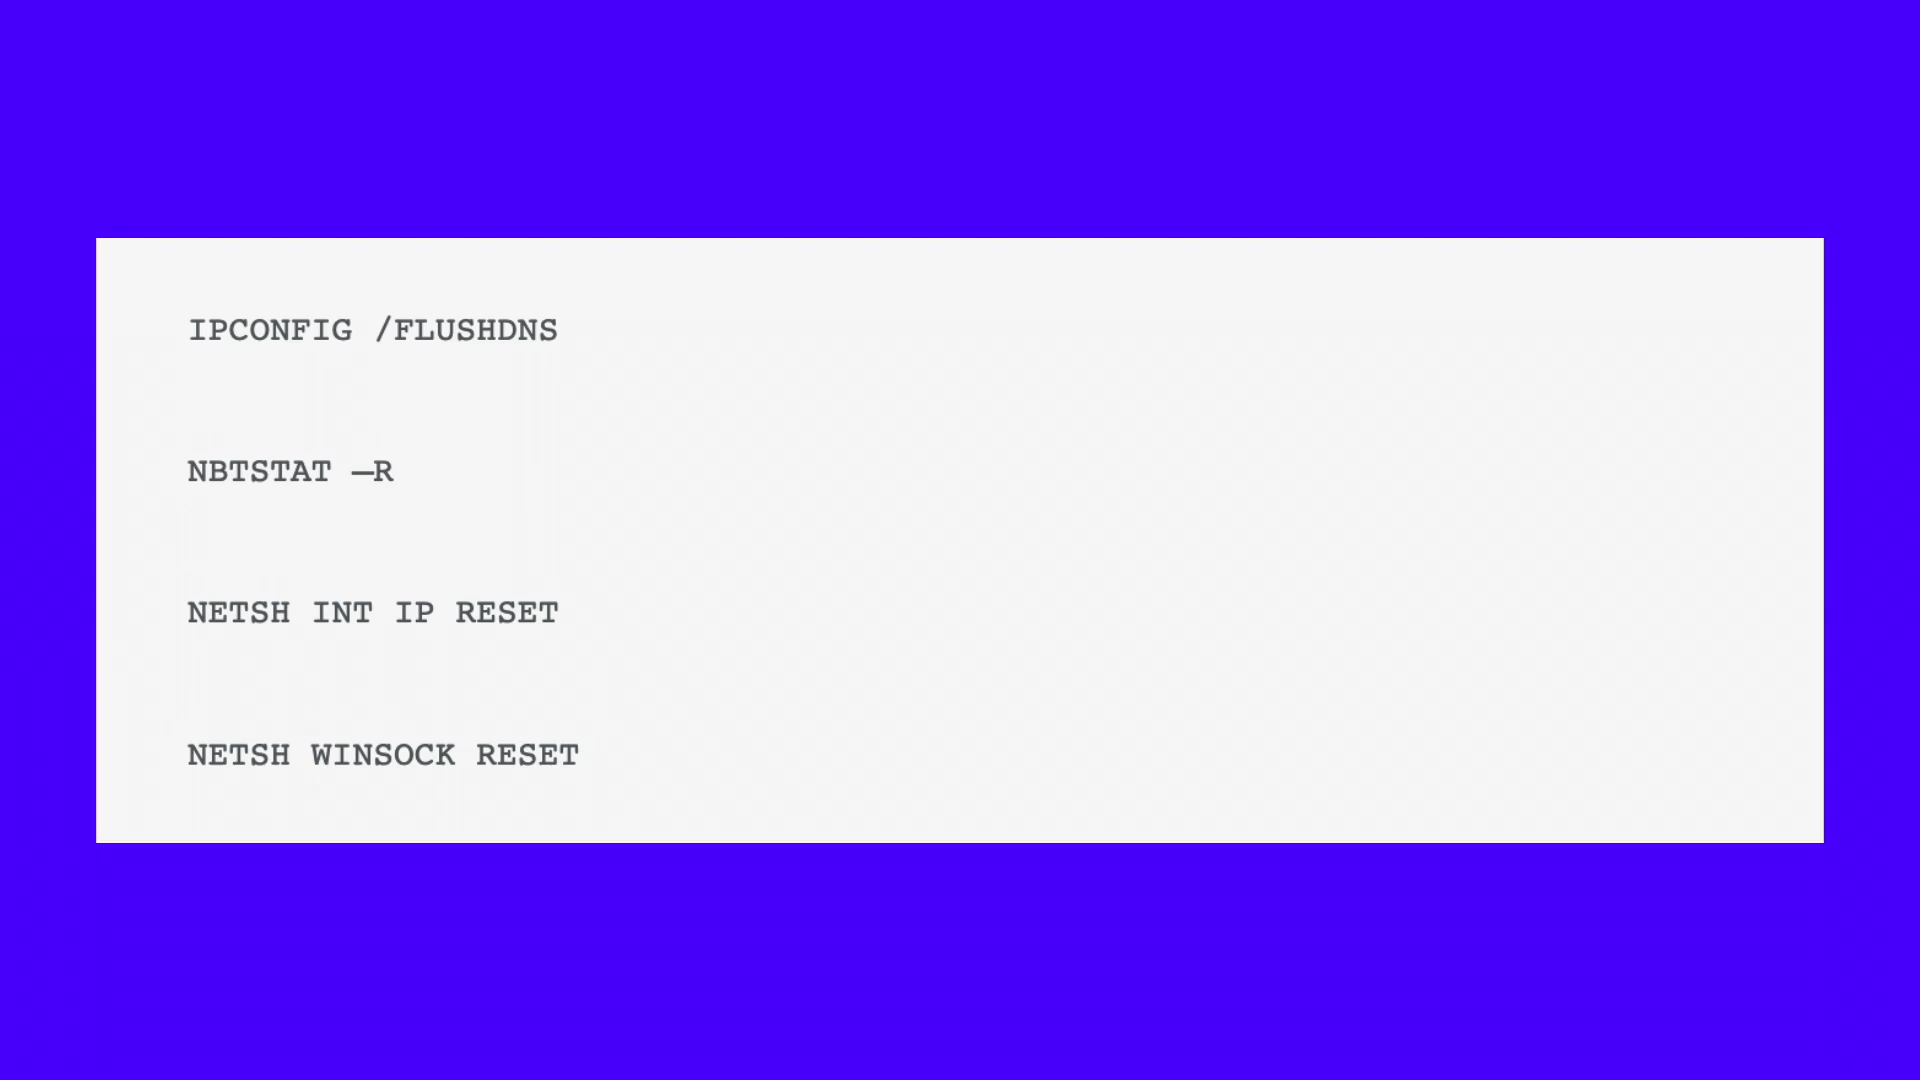 IPCONFIG /FLUSHDNS
NBTSTAT –R
NETSH INT IP RESET
NETSH WINSOCK RESET